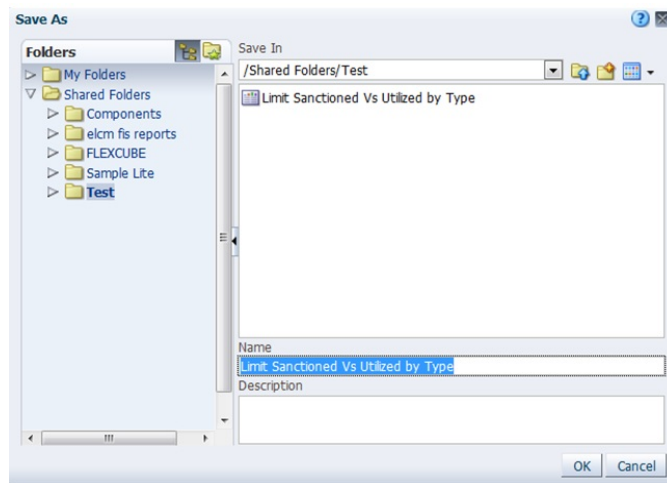 Save As
Folders
My Folders
Shared Folders
Components
elcm fis reports
FLEXCUBE
Sample Lite
Test
Save In
/Shared Folders/Test
Limit Sanctioned Vs Utilized by Type
Name
Limit Sanctioned Vs Utilized by Type
Description
OK Cancel